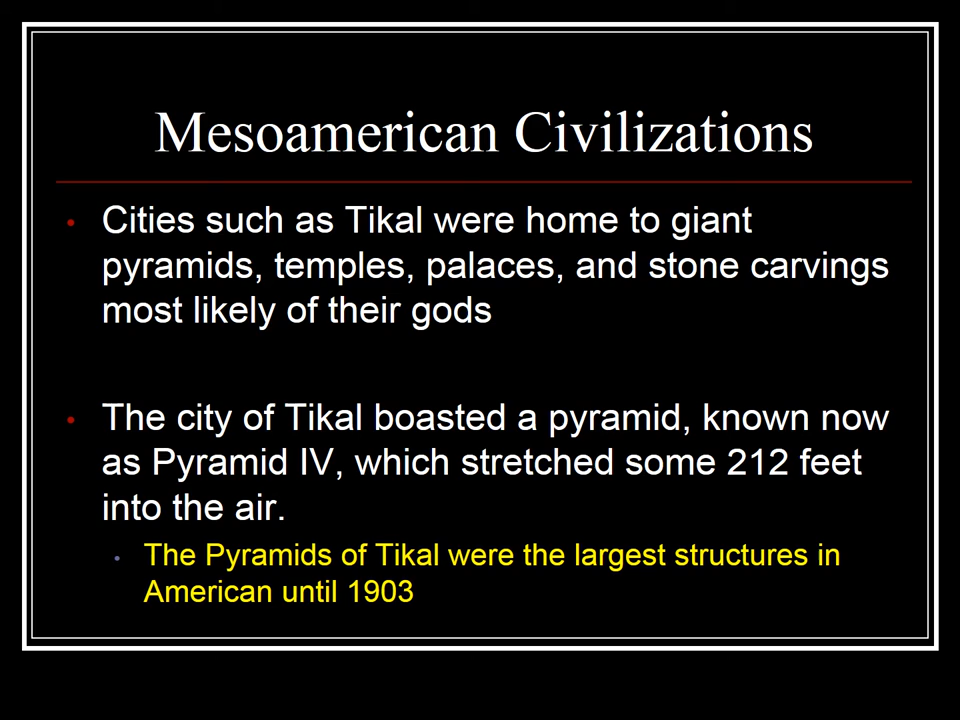 Mesoamerican Civilizations
• Cities such as Tikal were home to giant
pyramids, temples, palaces, and stone carvings
most likely of their gods
• The city of Tikal boasted a pyramid, known now
as Pyramid IV, which stretched some 212 feet
into the air.
• The Pyramids of Tikal were the largest structures in
American until 1903